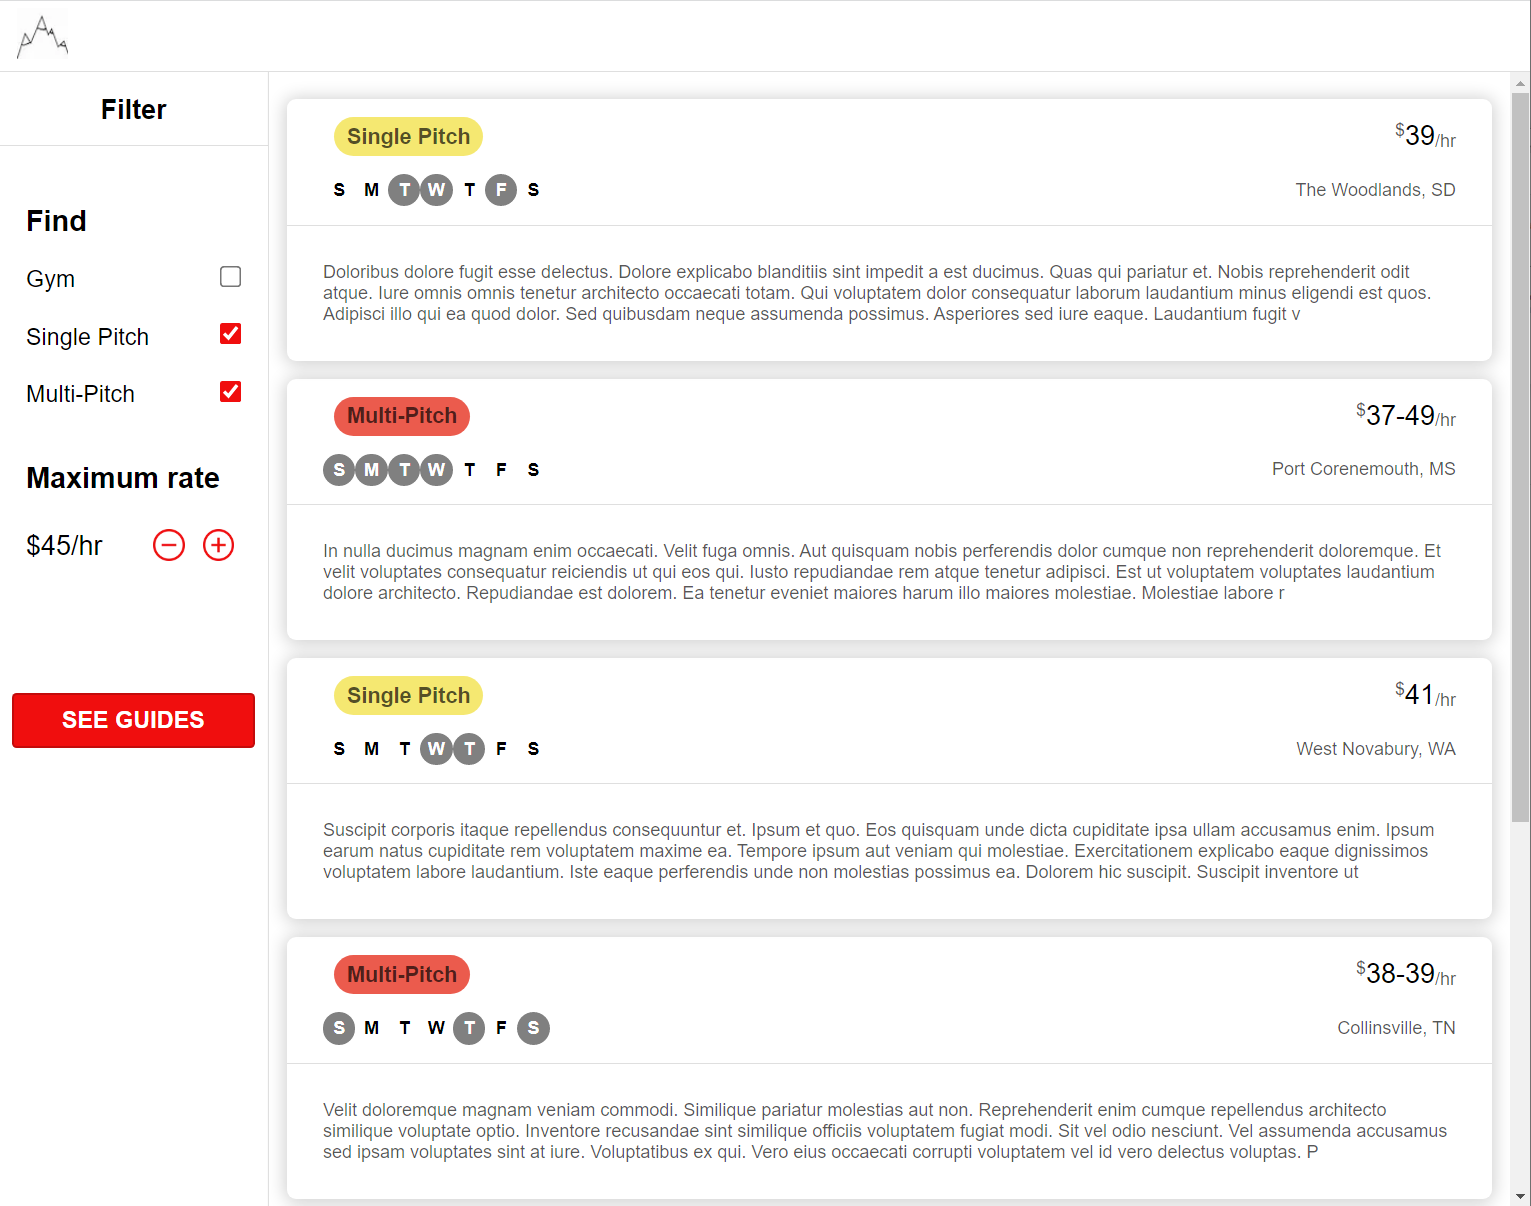 Filter
Find
Gym
Single Pitch
Multi-Pitch
Maximum rate
$45/hr
SEE GUIDES
Single Pitch
$39/hr
S M T W T F S
The Woodlands, SD
Doloribus dolore fugit esse delectus. Dolore explicabo blanditiis sint impedit a est ducimus. Quas qui pariatur et. Nobis reprehenderit odit
atque. Iure omnis omnis tenetur architecto occaecati totam. Qui voluptatem dolor consequatur laborum laudantium minus eligendi est quos.
Adipisci illo qui ea quod dolor. Sed quibusdam neque assumenda possimus. Asperiores sed iure eaque. Laudantium fugit v
Multi-Pitch
$37-49/hr
S M T W T F S
Port Corenemouth, MS
In nulla ducimus magnam enim occaecati. Velit fuga omnis. Aut quisquam nobis perferendis dolor cumque non reprehenderit doloremque. Et
velit voluptates consequatur reiciendis ut qui eos qui. Iusto repudiandae rem atque tenetur adipisci. Est ut voluptatem voluptates laudantium
dolore architecto. Repudiandae est dolorem. Ea tenetur eveniet maiores harum illo maiores molestiae. Molestiae labore r
Single Pitch
$41/hr
S M T W T F S
West Novabury, WA
Suscipit corporis itaque repellendus consequuntur et. Ipsum et quo. Eos quisquam unde dicta cupiditate ipsa ullam accusamus enim. Ipsum
earum natus cupiditate rem voluptatem maxime ea. Tempore ipsum aut veniam qui molestiae. Exercitationem explicabo eaque dignissimos
voluptatem labore laudantium. Iste eaque perferendis unde non molestias possimus ea. Dolorem hic suscipit. Suscipit inventore ut
Multi-Pitch
$38-39/hr
S M T W T F S
Collinsville, TN
Velit doloremque magnam veniam commodi. Similique pariatur molestias aut non. Reprehenderit enim cumque repellendus architecto
similique voluptate optio. Inventore recusandae sint similique officiis voluptatem fugiat modi. Sit vel odio nesciunt. Vel assumenda accusamus
sed ipsam voluptates sint at iure. Voluptatibus ex qui. Vero eius occaecati corrupti voluptatem vel id vero delectus voluptas. P